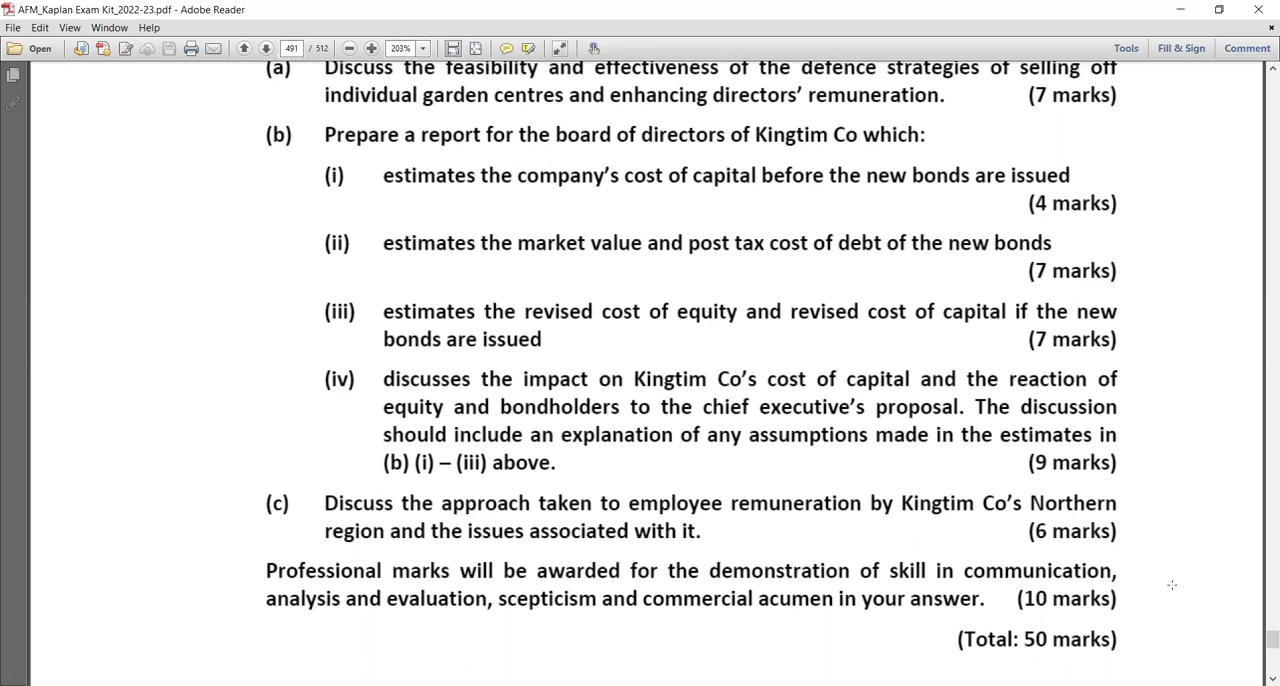 AFM_Kaplan Exam Kit_2022-23.pdf - Adobe Reader
File Edit View Window Help
Open 491 / 512 203% Tools Fill & Sign Comment
(a) Discuss the feasibility and effectiveness of the defence strategies of selling off
individual garden centres and enhancing directors' remuneration. (7 marks)
(b) Prepare a report for the board of directors of Kingtim Co which:
(i) estimates the company's cost of capital before the new bonds are issued
(4 marks)
(ii) estimates the market value and post tax cost of debt of the new bonds
(7 marks)
(iii) estimates the revised cost of equity and revised cost of capital if the new
bonds are issued (7 marks)
(iv) discusses the impact on Kingtim Co's cost of capital and the reaction of
equity and bondholders to the chief executive's proposal. The discussion
should include an explanation of any assumptions made in the estimates in
(b) (i) – (iii) above. (9 marks)
(c) Discuss the approach taken to employee remuneration by Kingtim Co's Northern
region and the issues associated with it. (6 marks)
Professional marks will be awarded for the demonstration of skill in communication,
analysis and evaluation, scepticism and commercial acumen in your answer. (10 marks)
(Total: 50 marks)